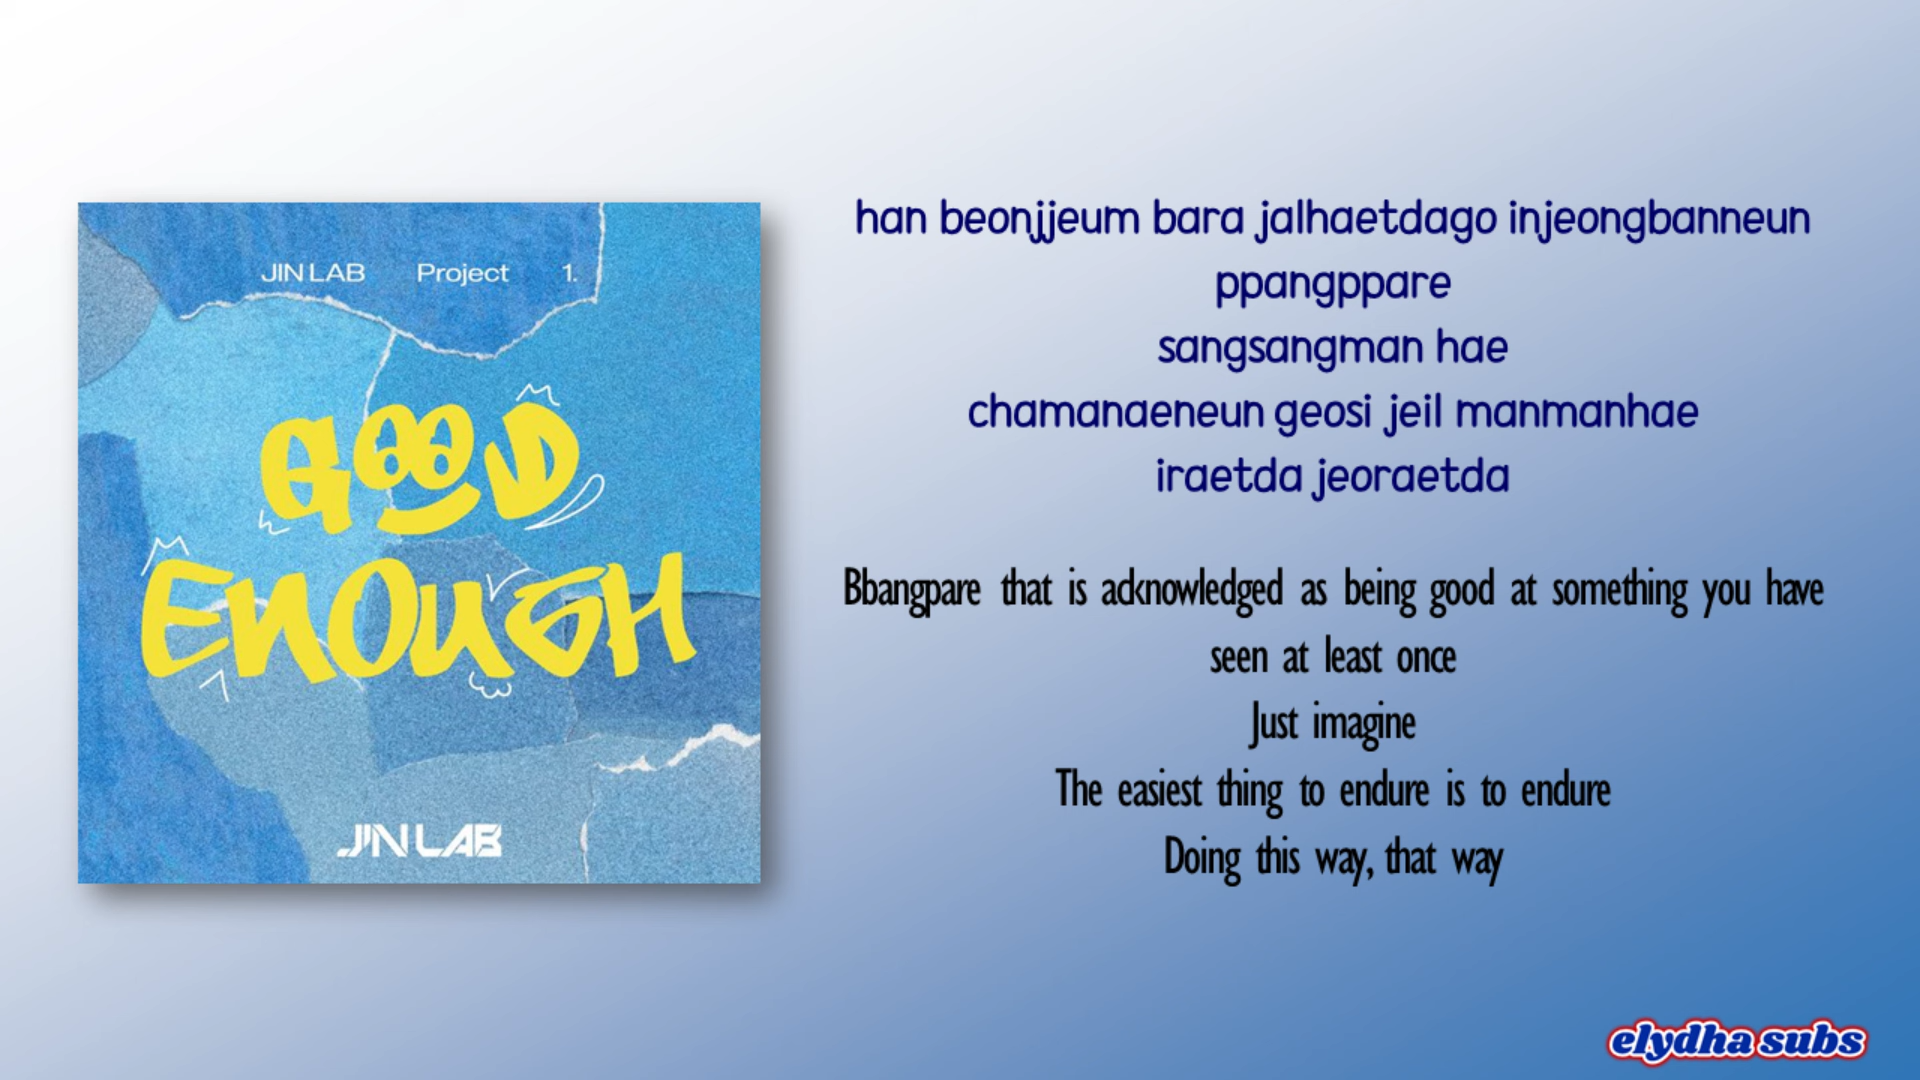 JIN LAB Project 1.
GOOD
ENOUGH
JIN LAB
han beonjjeum bara jalhaetdago injeongbanneun
ppangppare
sangsangman hae
chamanaeneun geosi jeil manmanhae
iraetda jeoraetda
Bbangpare that is acknowledged as being good at something you have
seen at least once
Just imagine
The easiest thing to endure is to endure
Doing this way, that way
elydha subs